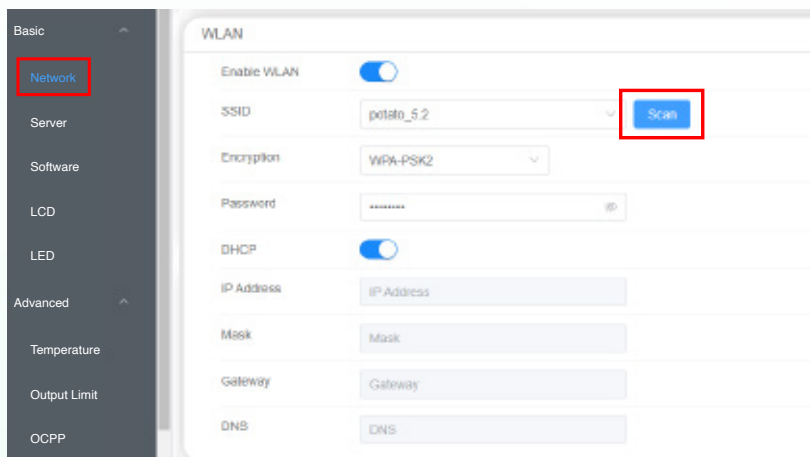 Basic
Network
Server
Software
LCD
LED
Advanced
Temperature
Output Limit
OCPP
WLAN
Enable WLAN
SSID potato_5.2 Scan
Encryption WPA-PSK2
Password ••••••••
DHCP
IP Address IP Address
Mask Mask
Gateway Gateway
DNS DNS